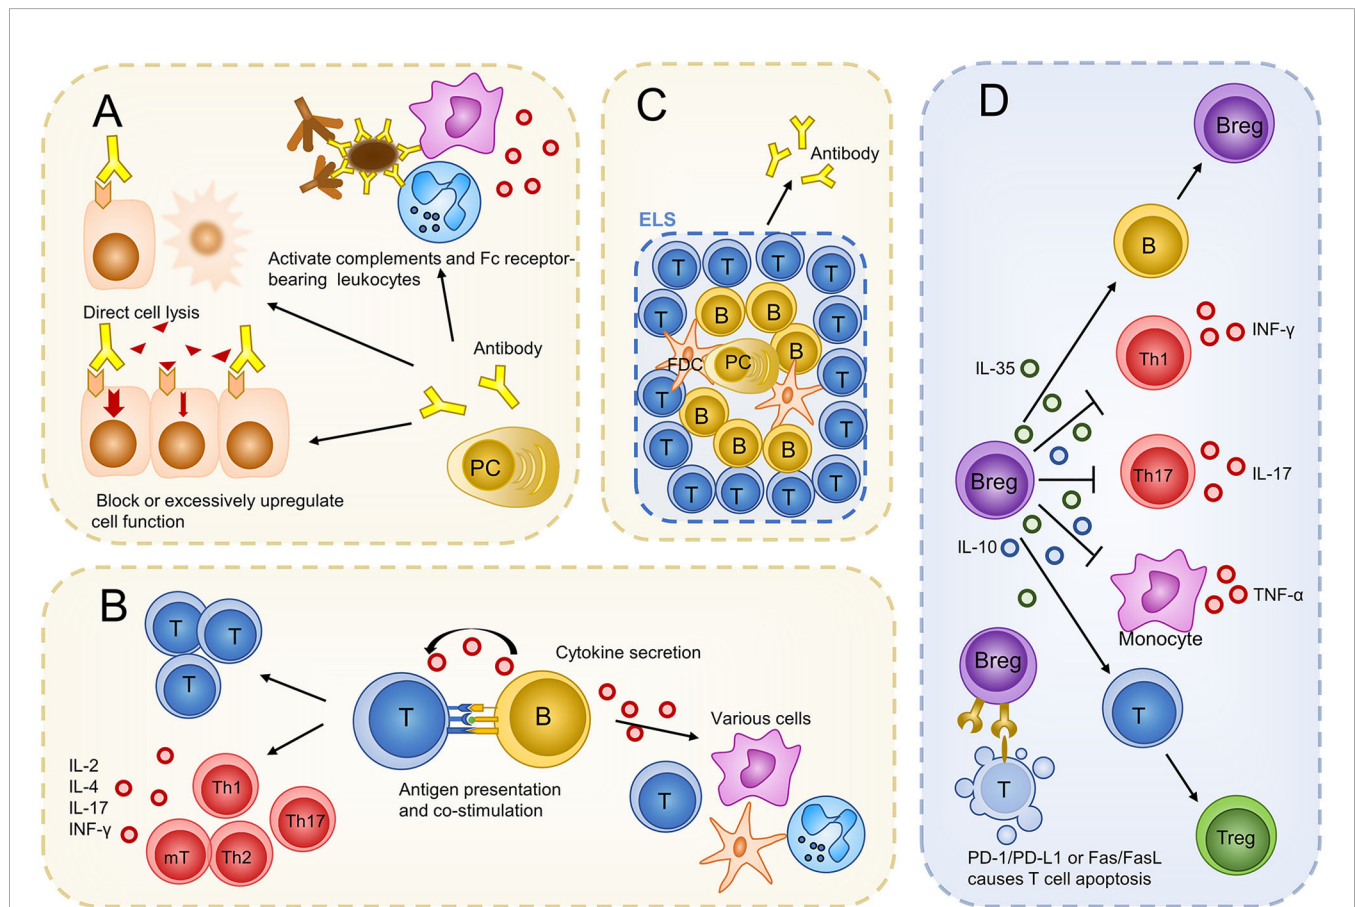 A
Direct cell lysis
Activate complements and Fc receptor-
bearing leukocytes
Antibody
PC
Block or excessively upregulate
cell function
B
T
T
T
IL-2
IL-4
IL-17
INF-γ
Th1
Th17
mT
Th2
T
B
Antigen presentation
and co-stimulation
Cytokine secretion
Various cells
T
C
Antibody
ELS
T
T
T
T
T
B
B
T
FDC
PC
B
T
T
B
T
T
B
B
T
T
T
T
D
Breg
B
Th1
INF-γ
IL-35
Breg
Th17
IL-17
IL-10
TNF-α
Monocyte
Breg
T
T
Treg
PD-1/PD-L1 or Fas/FasL
causes T cell apoptosis